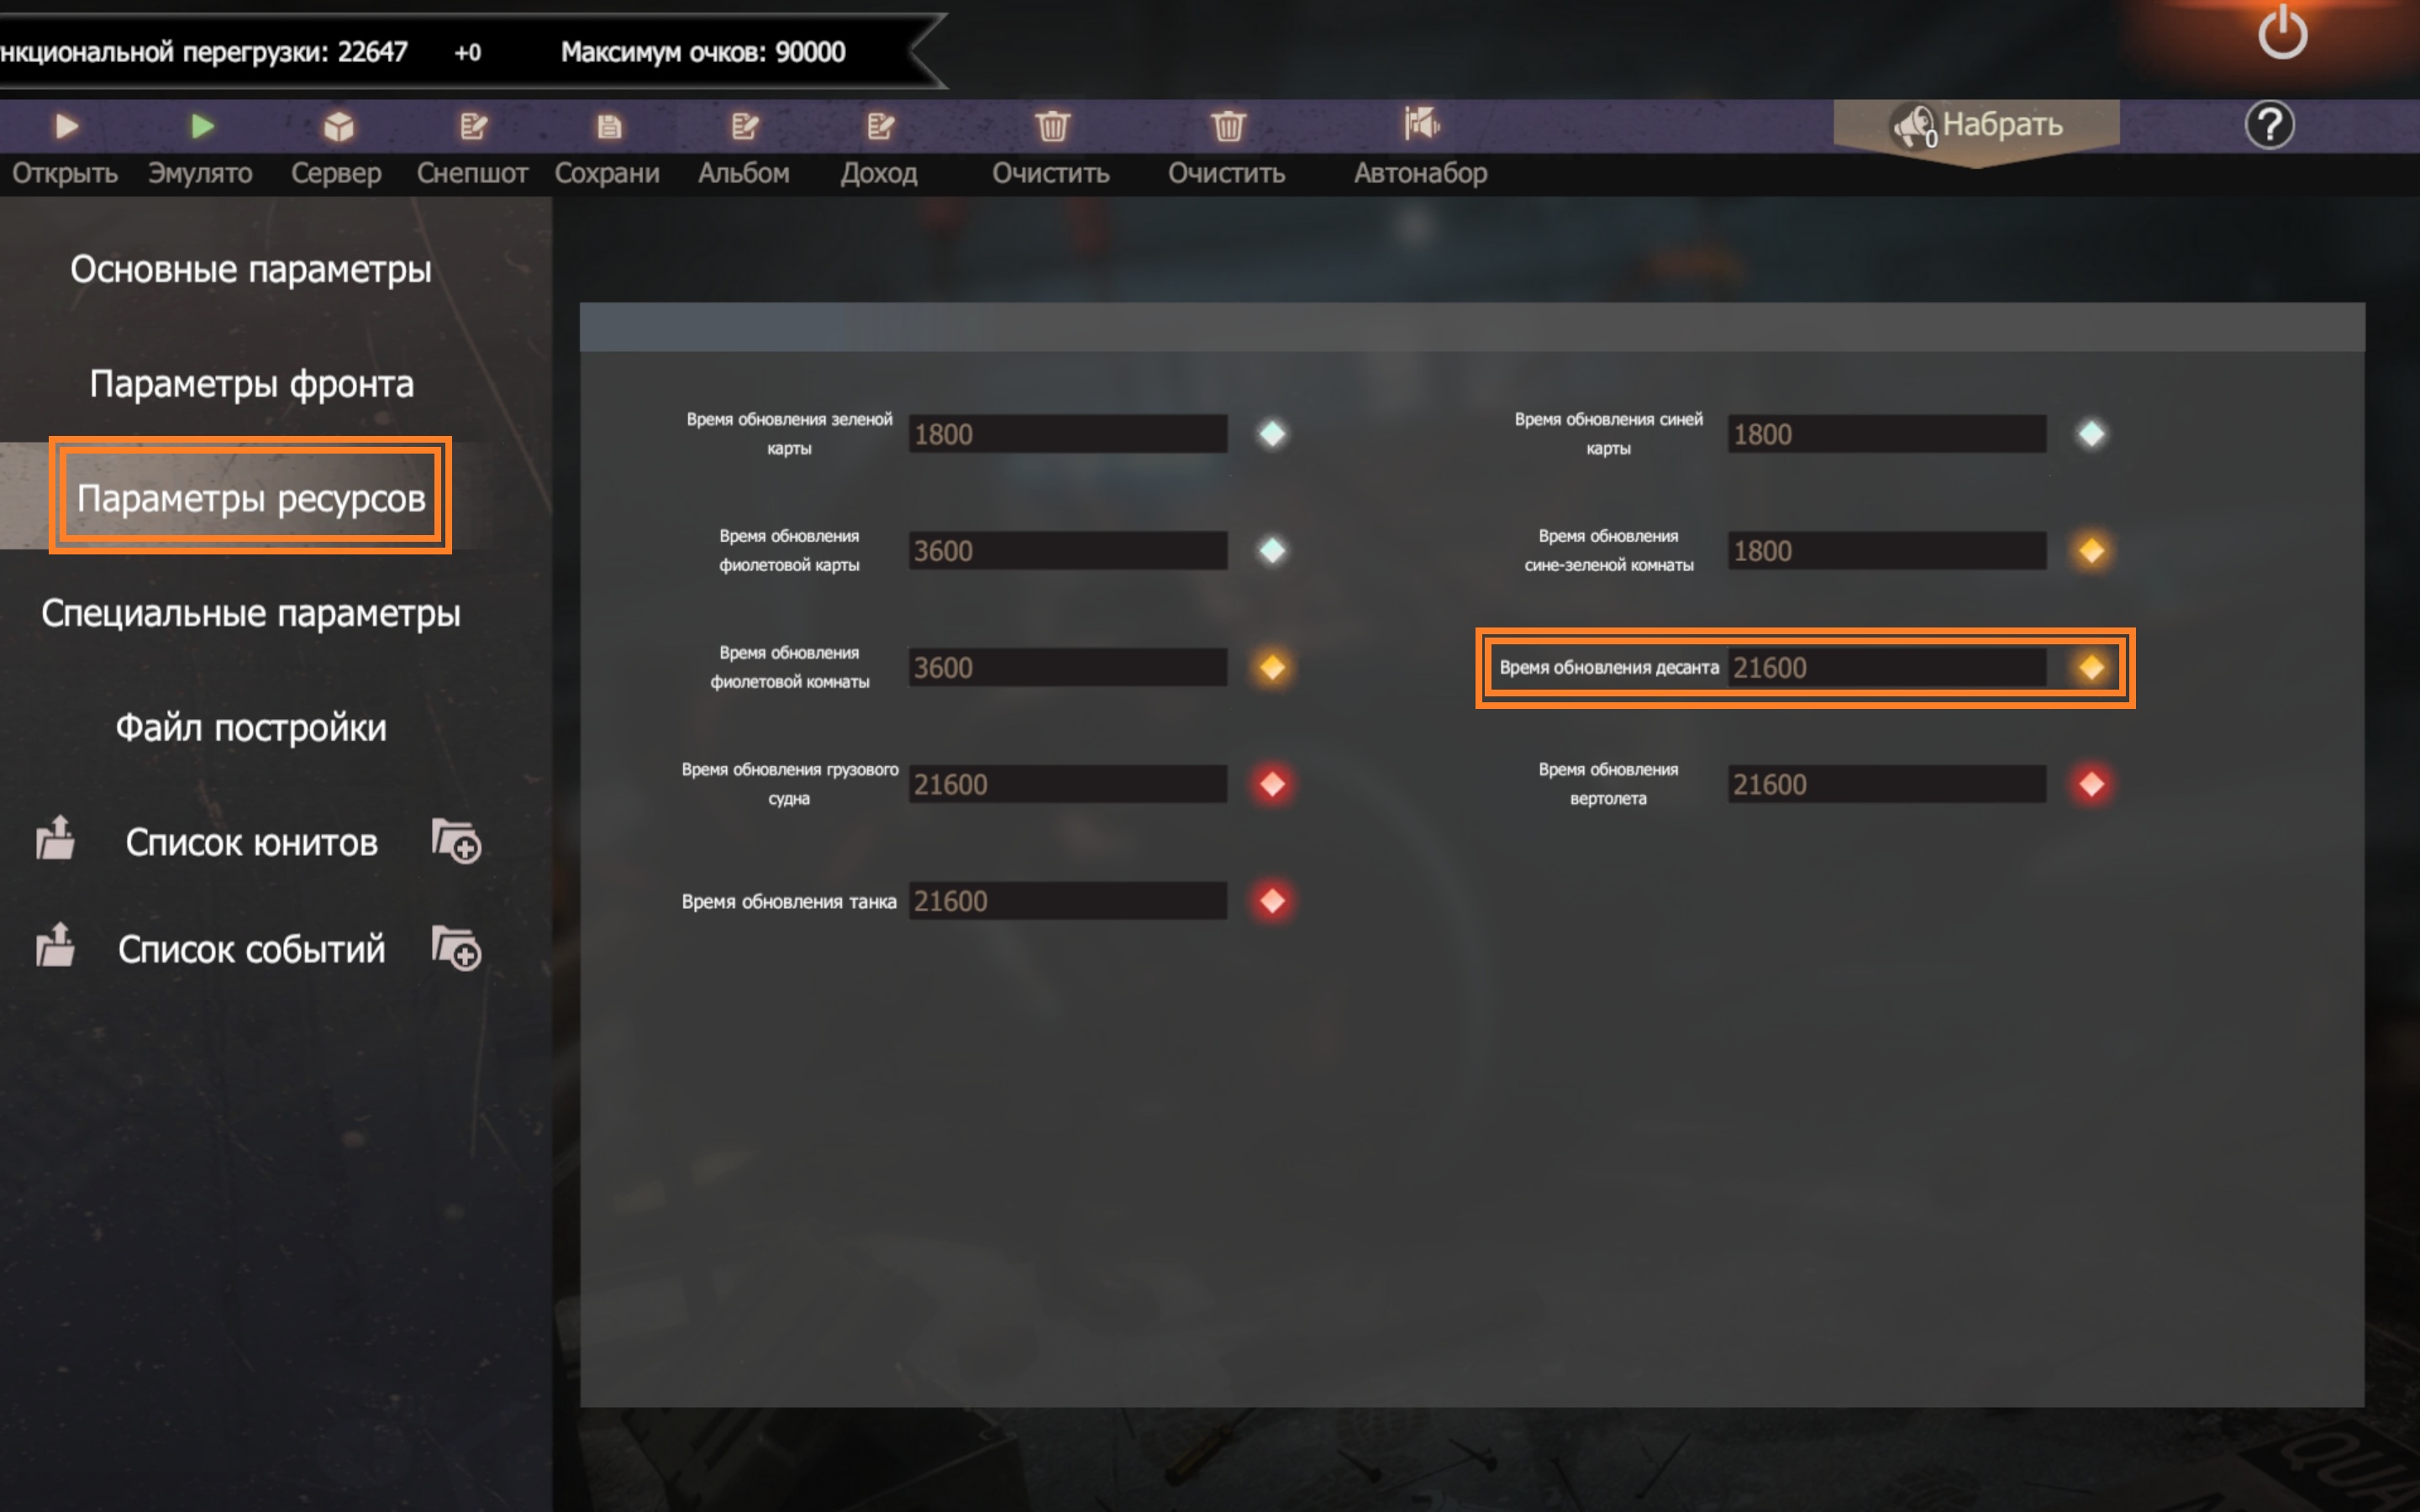 нкциональной перегрузки: 22647 +0 Максимум очков: 90000
Набрать
0
?
Открыть Эмулято Сервер Снепшот Сохрани Альбом Доход Очистить Очистить Автонабор
Основные параметры
Параметры фронта
Параметры ресурсов
Специальные параметры
Файл постройки
Список юнитов
Список событий
Время обновления зеленой
карты
1800
Время обновления синей
карты
1800
Время обновления
фиолетовой карты
3600
Время обновления
сине-зеленой комнаты
1800
Время обновления
фиолетовой комнаты
3600
Время обновления десанта
21600
Время обновления грузового
судна
21600
Время обновления
вертолета
21600
Время обновления танка
21600
QUA